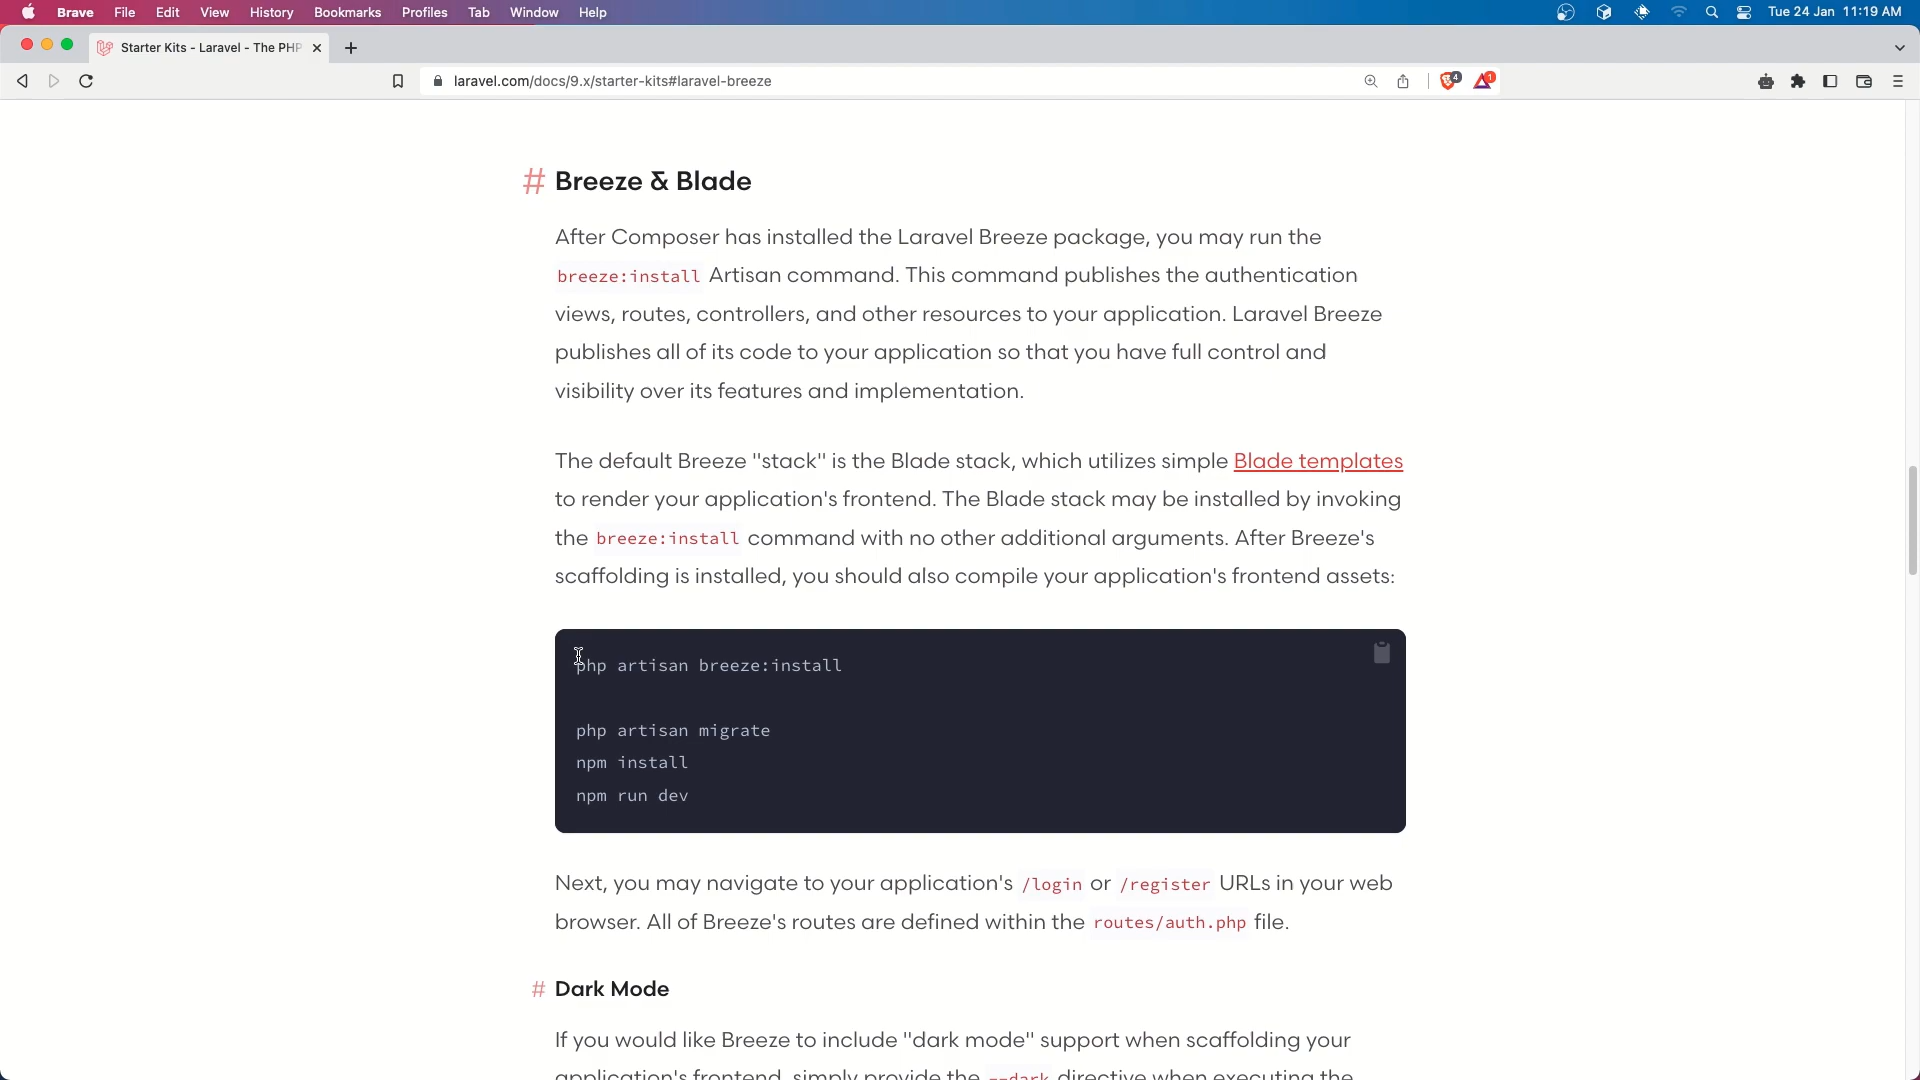 Brave File Edit View History Bookmarks Profiles Tab Window Help Tue 24 Jan 11:19 AM
Starter Kits - Laravel - The PHP
laravel.com/docs/9.x/starter-kits#laravel-breeze 4 1
# Breeze & Blade
After Composer has installed the Laravel Breeze package, you may run the
breeze:install Artisan command. This command publishes the authentication
views, routes, controllers, and other resources to your application. Laravel Breeze
publishes all of its code to your application so that you have full control and
visibility over its features and implementation.
The default Breeze "stack" is the Blade stack, which utilizes simple Blade templates
to render your application's frontend. The Blade stack may be installed by invoking
the breeze:install command with no other additional arguments. After Breeze's
scaffolding is installed, you should also compile your application's frontend assets:
php artisan breeze:install
php artisan migrate
npm install
npm run dev
Next, you may navigate to your application's /login or /register URLs in your web
browser. All of Breeze's routes are defined within the routes/auth.php file.
# Dark Mode
If you would like Breeze to include "dark mode" support when scaffolding your
application's frontend, simply provide the --dark directive when executing the